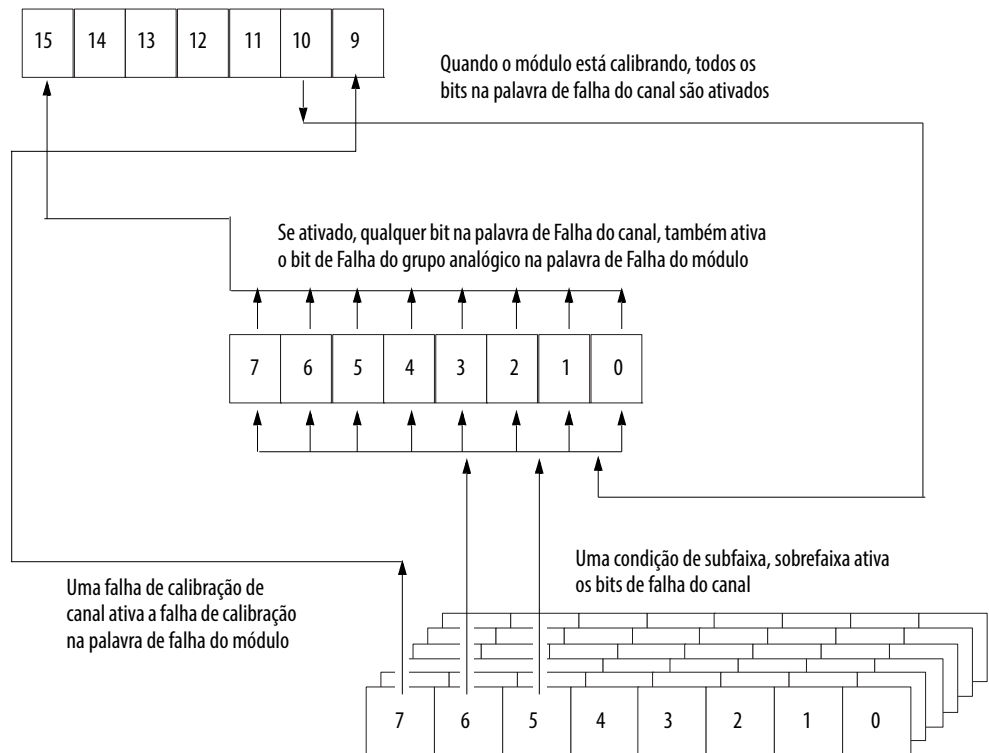 15 14 13 12 11 10 9
Quando o módulo está calibrando, todos os
bits na palavra de falha do canal são ativados
Se ativado, qualquer bit na palavra de Falha do canal, também ativa
o bit de Falha do grupo analógico na palavra de Falha do módulo
7 6 5 4 3 2 1 0
Uma condição de subfaixa, sobrefaixa ativa
os bits de falha do canal
Uma falha de calibração de
canal ativa a falha de calibração
na palavra de falha do módulo
7 6 5 4 3 2 1 0